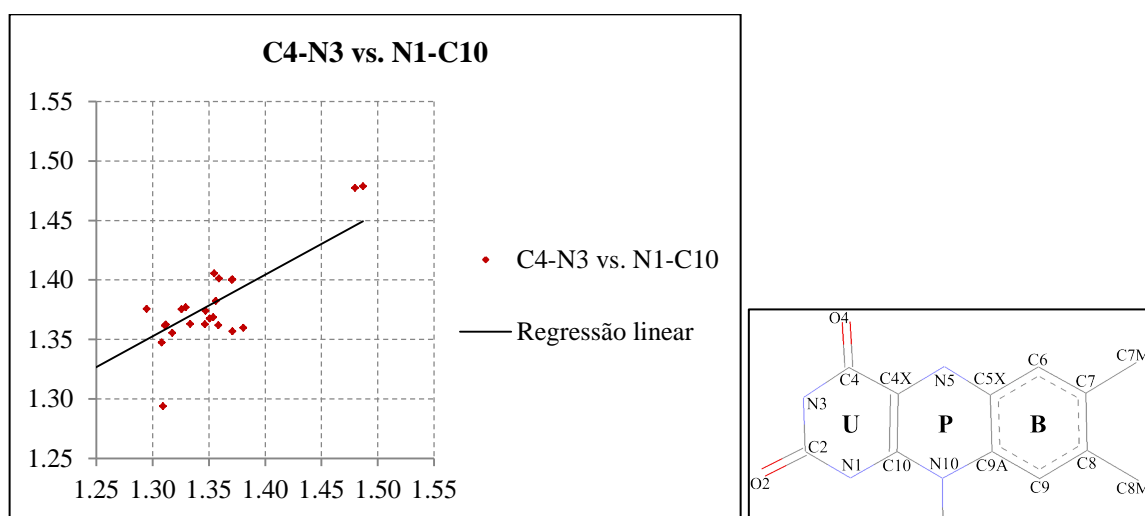 C4-N3 vs. N1-C10
1.55
1.50
1.45
1.40
1.35
1.30
1.25
1.25 1.30 1.35 1.40 1.45 1.50 1.55
C4-N3 vs. N1-C10
Regressão linear
O4
C7M
C6
C4 C4X N5 C5X C7
N3
U P B
C2
N1 C10 N10 C9A C8
O2 C9
C8M